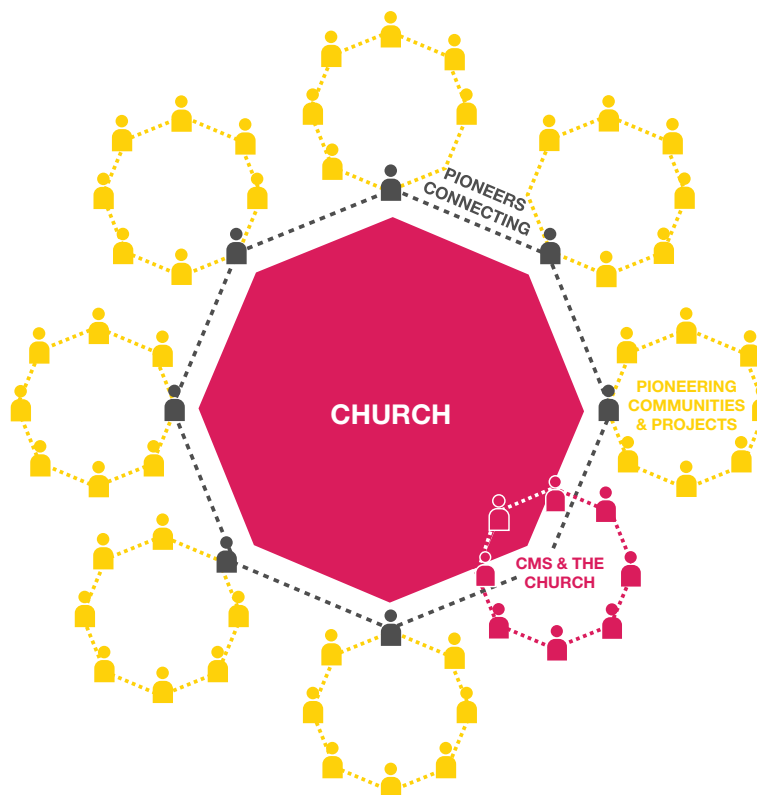 PIONEERS
CONNECTING
PIONEERING
COMMUNITIES
& PROJECTS
CHURCH
CMS & THE
CHURCH